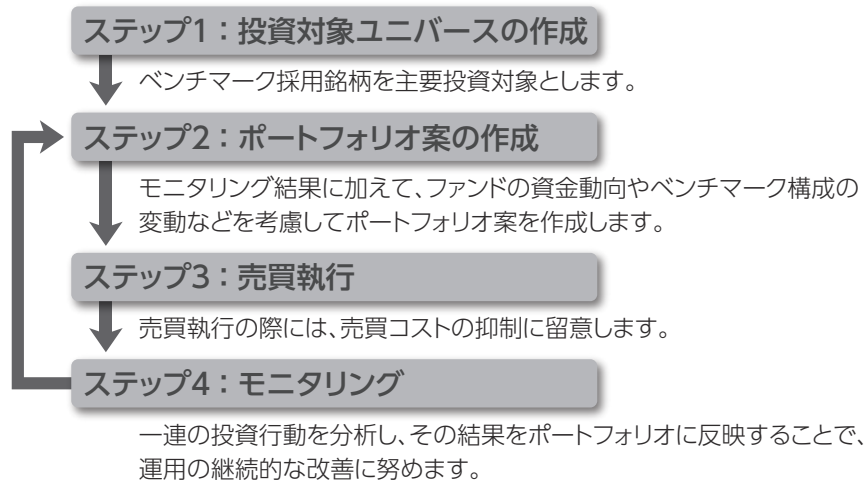 ステップ1：投資対象ユニバースの作成
ベンチマーク採用銘柄を主要投資対象とします。
ステップ2：ポートフォリオ案の作成
モニタリング結果に加えて、ファンドの資金動向やベンチマーク構成の
変動などを考慮してポートフォリオ案を作成します。
ステップ3：売買執行
売買執行の際には、売買コストの抑制に留意します。
ステップ4：モニタリング
一連の投資行動を分析し、その結果をポートフォリオに反映することで、
運用の継続的な改善に努めます。